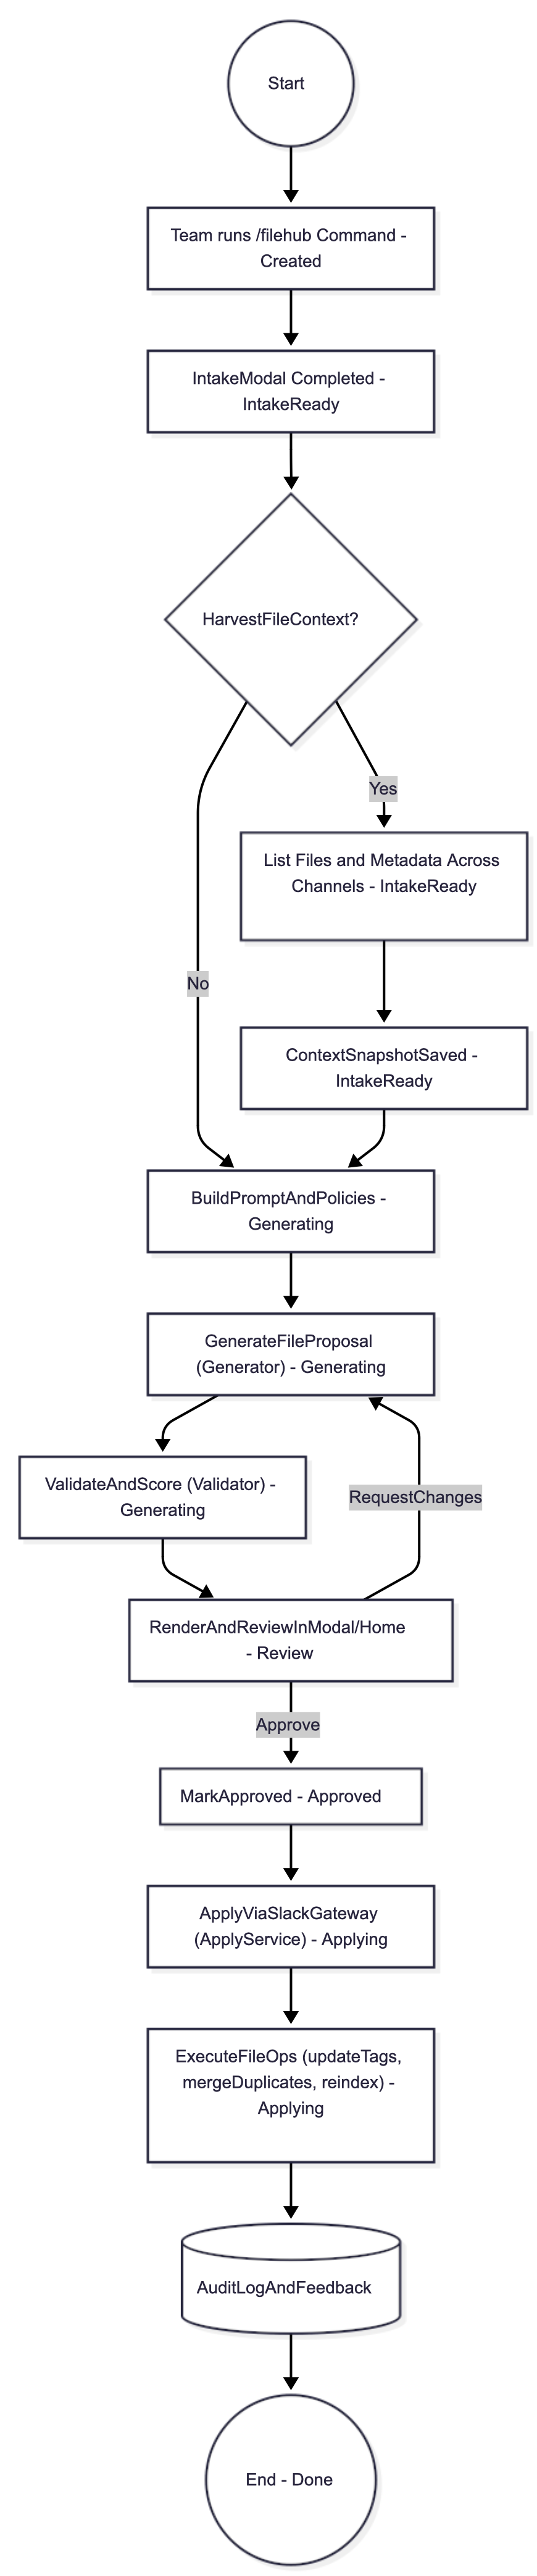 Start
Team runs /filehub Command -
Created
IntakeModal Completed -
IntakeReady
HarvestFileContext?
Yes
List Files and Metadata Across
Channels - IntakeReady
No
ContextSnapshotSaved -
IntakeReady
BuildPromptAndPolicies -
Generating
GenerateFileProposal
(Generator) - Generating
ValidateAndScore (Validator) -
Generating
RequestChanges
RenderAndReviewInModal/Home
- Review
Approve
MarkApproved - Approved
ApplyViaSlackGateway
(ApplyService) - Applying
ExecuteFileOps (updateTags,
mergeDuplicates, reindex) -
Applying
AuditLogAndFeedback
End - Done